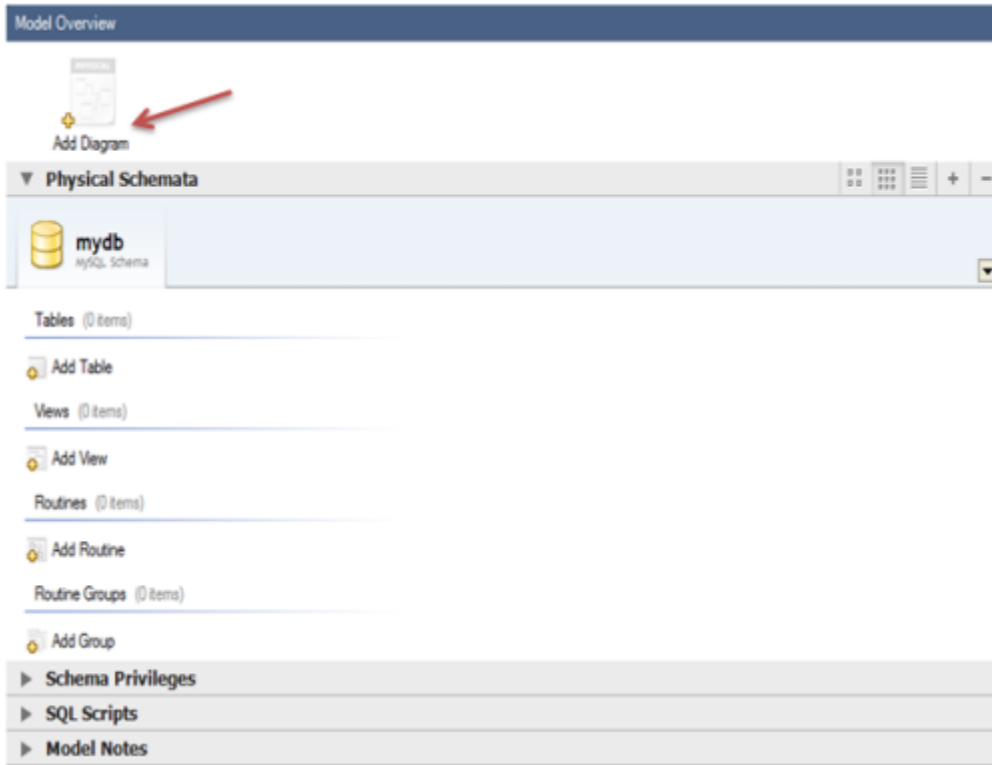 Model Overview
PHYSICAL
Add Diagram
Physical Schemata
mydb
MySQL Schema
Tables (0 items)
Add Table
Views (0 items)
Add View
Routines (0 items)
Add Routine
Routine Groups (0 items)
Add Group
Schema Privileges
SQL Scripts
Model Notes